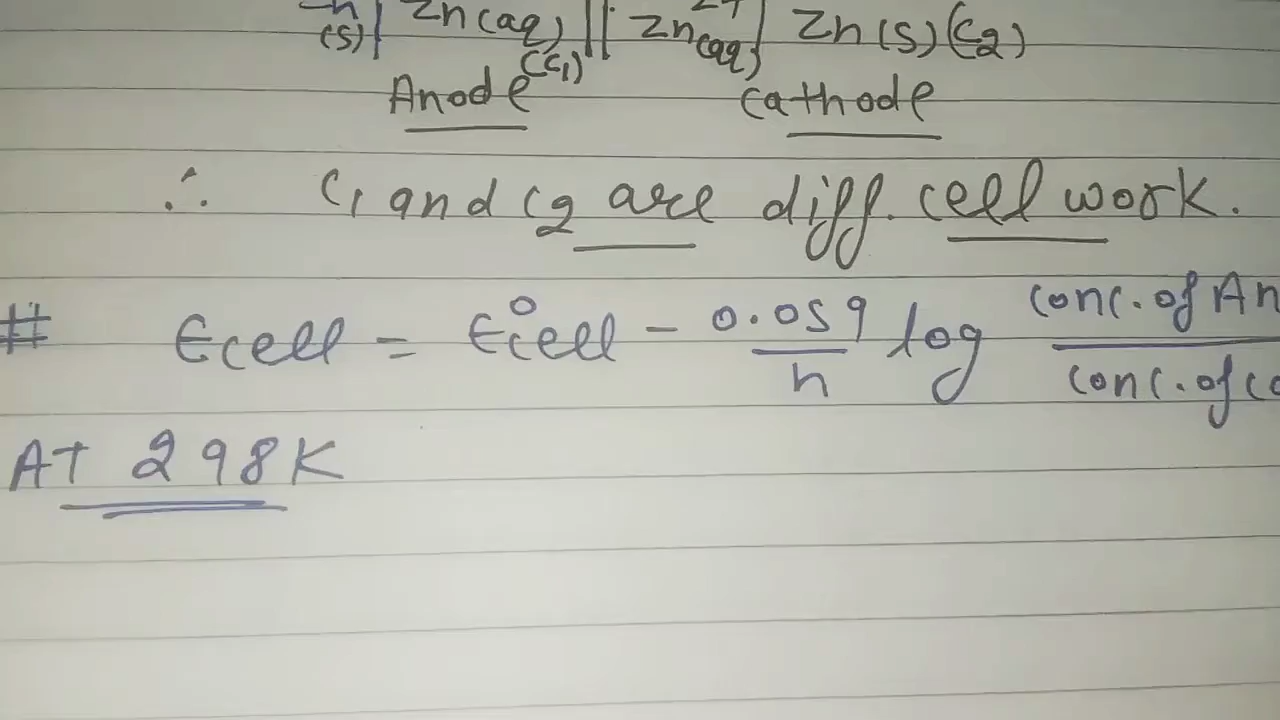 (s) | Zn(aq) || Zn(aq) | Zn(s)(C2)
(C1)
Anode cathode
∴ C1 and C2 are diff. cell work.
# Ecell = E°cell - 0.059/n log conc. of An / conc. of ca
AT 298K